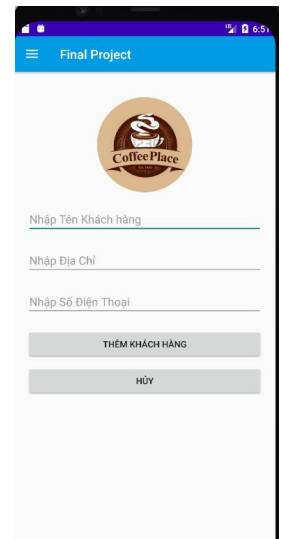 6:51
Final Project
Coffee Place
Nhập Tên Khách hàng
Nhập Địa Chỉ
Nhập Số Điện Thoại
THÊM KHÁCH HÀNG
HỦY